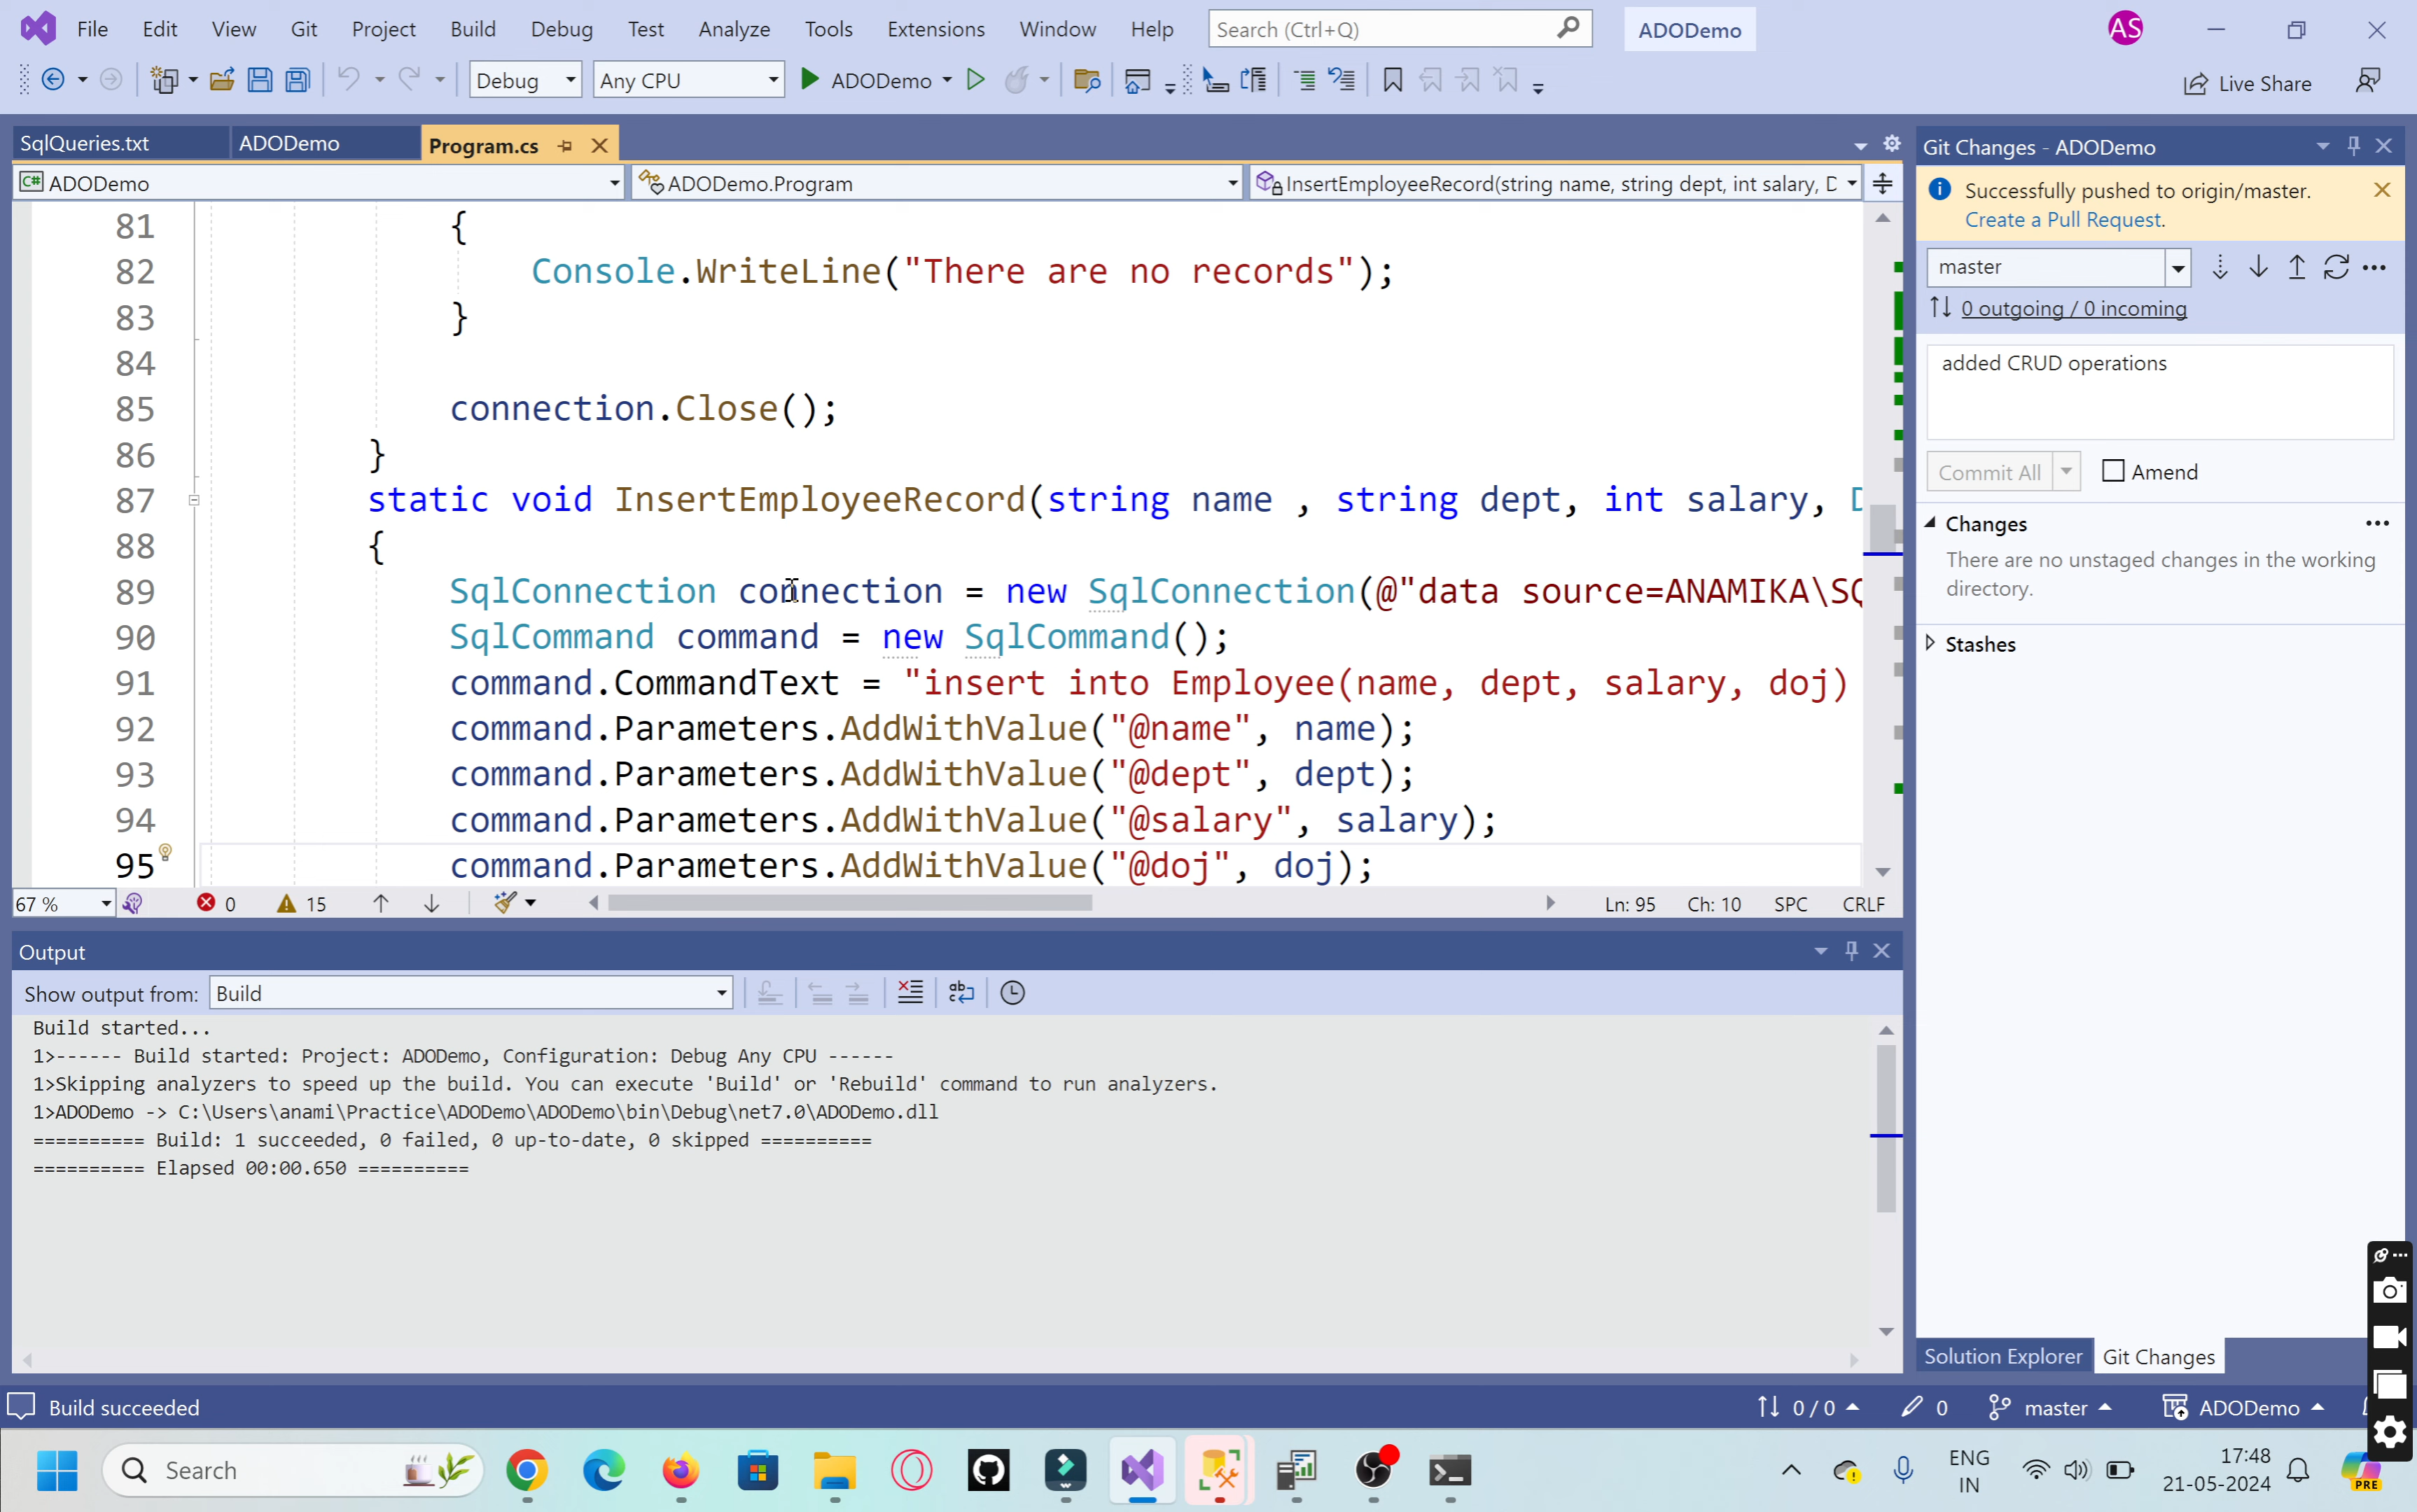 File Edit View Git Project Build Debug Test Analyze Tools Extensions Window Help Search (Ctrl+Q) ADODemo AS
Debug Any CPU ADODemo Live Share
SqlQueries.txt ADODemo Program.cs
C# ADODemo ADODemo.Program InsertEmployeeRecord(string name, string dept, int salary, D
81 {
82 Console.WriteLine("There are no records");
83 }
84
85 connection.Close();
86 }
87 static void InsertEmployeeRecord(string name , string dept, int salary, D
88 {
89 SqlConnection connection = new SqlConnection(@"data source=ANAMIKA\SQ
90 SqlCommand command = new SqlCommand();
91 command.CommandText = "insert into Employee(name, dept, salary, doj)
92 command.Parameters.AddWithValue("@name", name);
93 command.Parameters.AddWithValue("@dept", dept);
94 command.Parameters.AddWithValue("@salary", salary);
95 command.Parameters.AddWithValue("@doj", doj);
67 % 0 15 Ln: 95 Ch: 10 SPC CRLF
Output
Show output from: Build
Build started...
1>------ Build started: Project: ADODemo, Configuration: Debug Any CPU ------
1>Skipping analyzers to speed up the build. You can execute 'Build' or 'Rebuild' command to run analyzers.
1>ADODemo -> C:\Users\anami\Practice\ADODemo\ADODemo\bin\Debug\net7.0\ADODemo.dll
========== Build: 1 succeeded, 0 failed, 0 up-to-date, 0 skipped ==========
========== Elapsed 00:00.650 ==========
Git Changes - ADODemo
Successfully pushed to origin/master.
Create a Pull Request.
master
0 outgoing / 0 incoming
added CRUD operations
Commit All Amend
Changes
There are no unstaged changes in the working
directory.
Stashes
Solution Explorer Git Changes
Build succeeded 0 / 0 0 master ADODemo
Search ENG
IN
17:48
21-05-2024
PRE